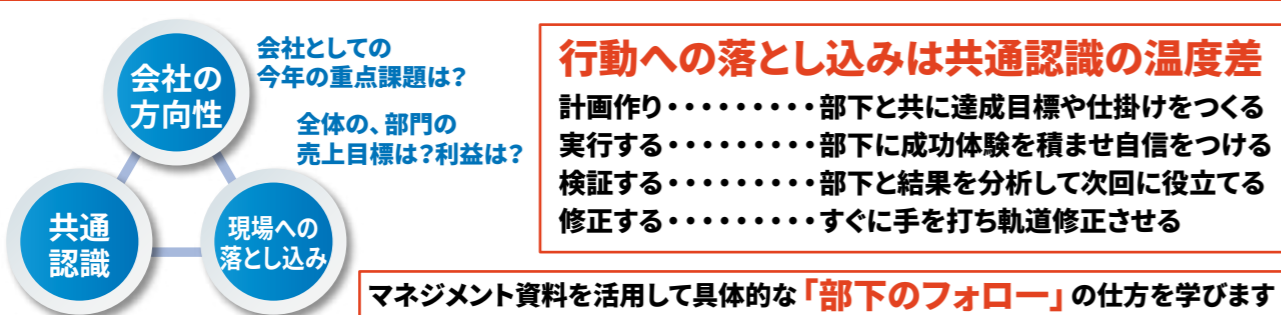 会社の
方向性
会社としての
今年の重点課題は?
全体の、部門の
売上目標は?利益は?
共通
認識
現場への
落とし込み
行動への落とし込みは共通認識の温度差
計画作り・・・・・・・・・部下と共に達成目標や仕掛けをつくる
実行する・・・・・・・・・部下に成功体験を積ませ自信をつける
検証する・・・・・・・・・部下と結果を分析して次回に役立てる
修正する・・・・・・・・・すぐに手を打ち軌道修正させる
マネジメント資料を活用して具体的な「部下のフォロー」の仕方を学びます